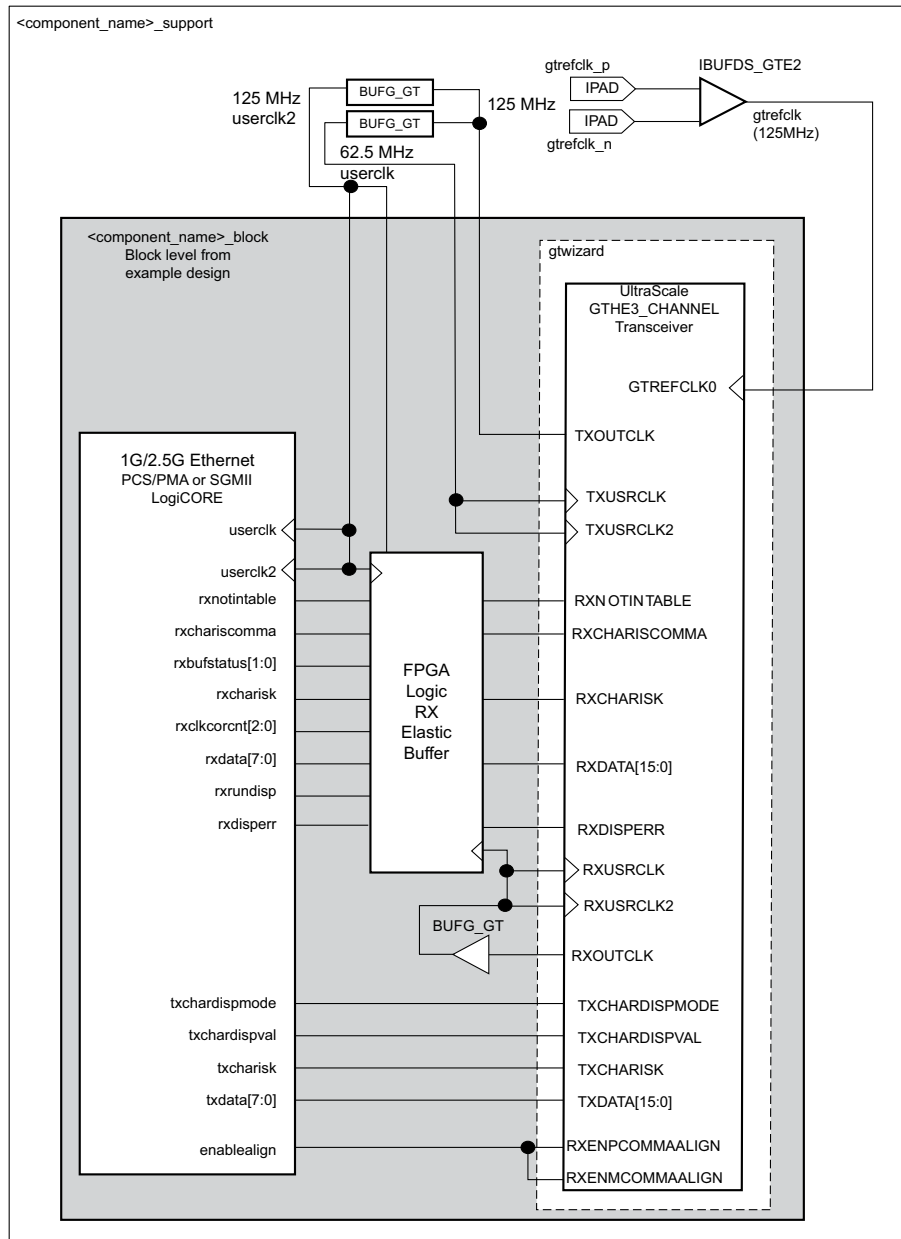 <component_name>_support
gtrefclk_p
IBUFDS_GTE2
BUFG_GT
IPAD
125 MHz
userclk2
125 MHz
BUFG_GT
IPAD
gtrefclk
(125MHz)
gtrefclk_n
62.5 MHz
userclk
<component_name>_block
Block level from
example design
gtwizard
UltraScale
GTHE3_CHANNEL
Transceiver
GTREFCLK0
TXOUTCLK
1G/2.5G Ethernet
PCS/PMA or SGMII
LogiCORE
TXUSRCLK
userclk
TXUSRCLK2
userclk2
rxnotintable
RXNOTINTABLE
rxchariscomma
RXCHARISCOMMA
rxbufstatus[1:0]
FPGA
Logic
RX
Elastic
Buffer
rxcharisk
RXCHARISK
rxclkcorcnt[2:0]
rxdata[7:0]
RXDATA[15:0]
rxrundisp
rxdisperr
RXDISPERR
RXUSRCLK
RXUSRCLK2
BUFG_GT
RXOUTCLK
txchardispmode
TXCHARDISPMODE
txchardispval
TXCHARDISPVAL
txcharisk
TXCHARISK
txdata[7:0]
TXDATA[15:0]
enablealign
RXENPCOMMAALIGN
RXENMCOMMAALIGN